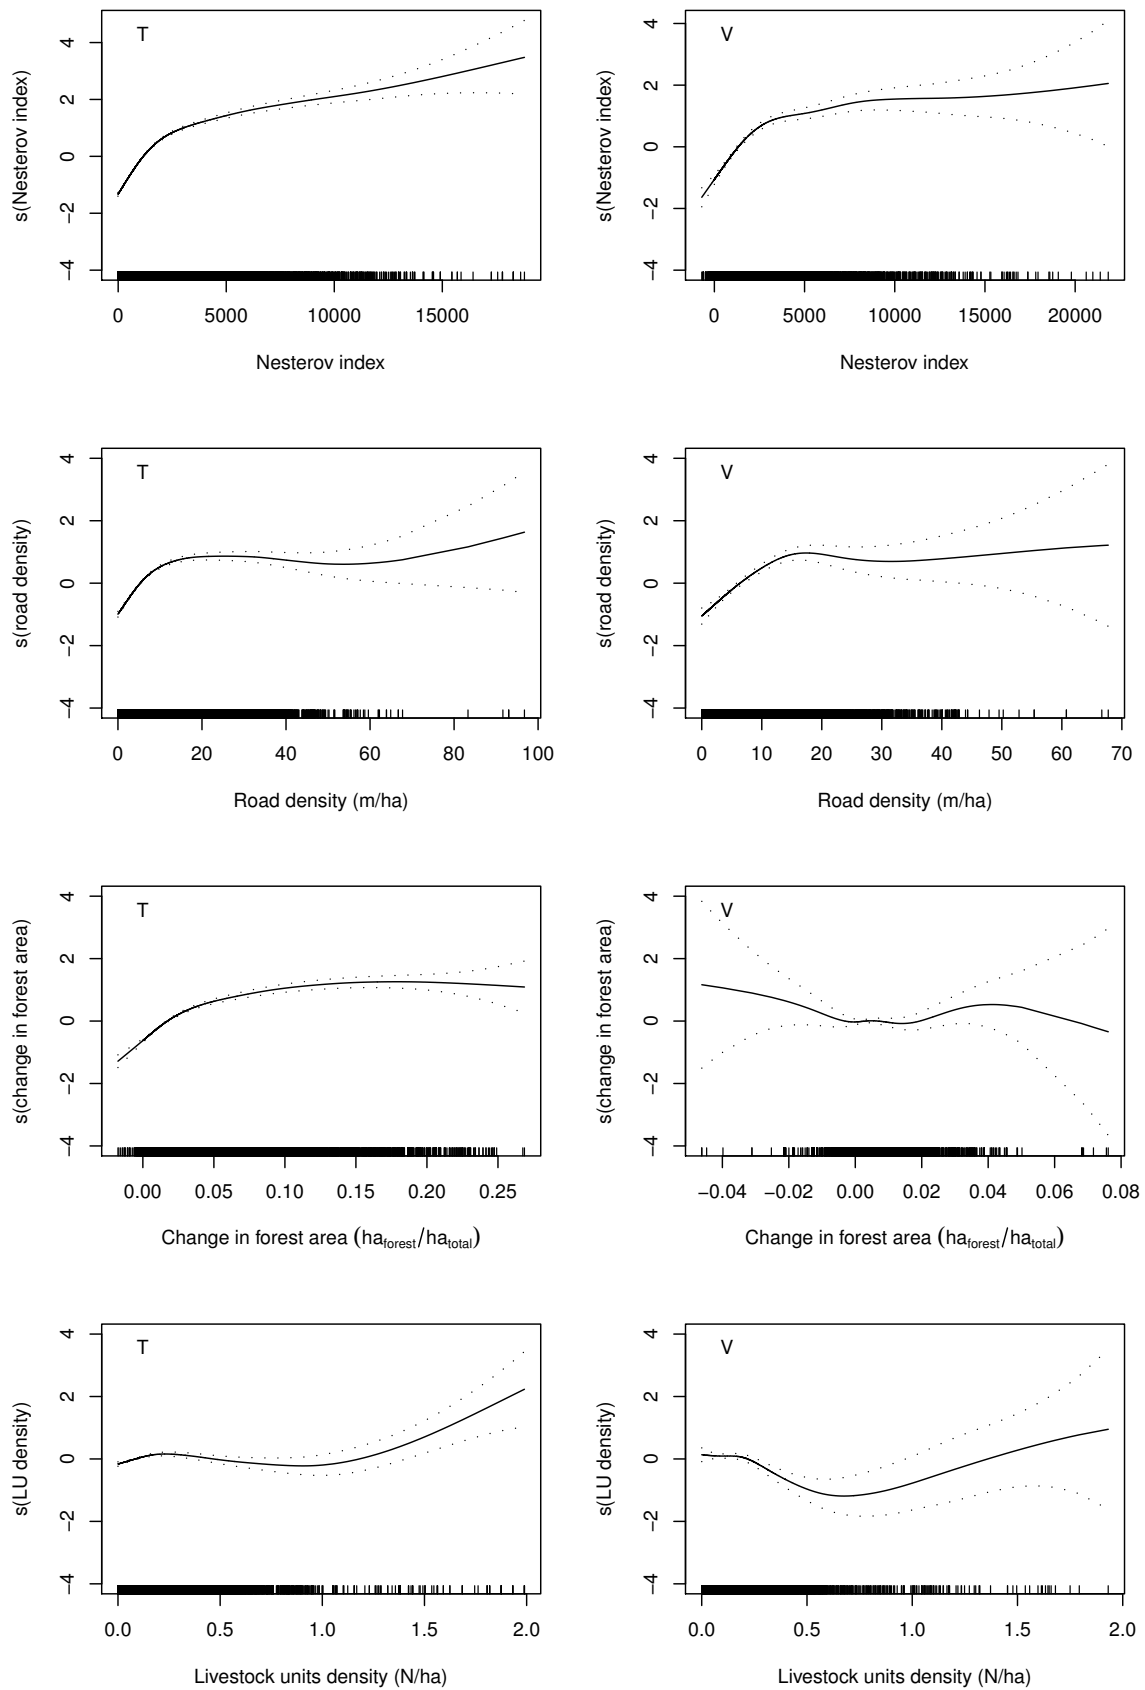 T
s(Nesterov index)
−4 −2 0 2 4
0 5000 10000 15000
Nesterov index
V
s(Nesterov index)
−4 −2 0 2 4
0 5000 10000 15000 20000
Nesterov index
T
s(road density)
−4 −2 0 2 4
0 20 40 60 80 100
Road density (m/ha)
V
s(road density)
−4 −2 0 2 4
0 10 20 30 40 50 60 70
Road density (m/ha)
T
s(change in forest area)
−4 −2 0 2 4
0.00 0.05 0.10 0.15 0.20 0.25
Change in forest area (ha_forest/ha_total)
V
s(change in forest area)
−4 −2 0 2 4
−0.04 −0.02 0.00 0.02 0.04 0.06 0.08
Change in forest area (ha_forest/ha_total)
T
s(LU density)
−4 −2 0 2 4
0.0 0.5 1.0 1.5 2.0
Livestock units density (N/ha)
V
s(LU density)
−4 −2 0 2 4
0.0 0.5 1.0 1.5 2.0
Livestock units density (N/ha)